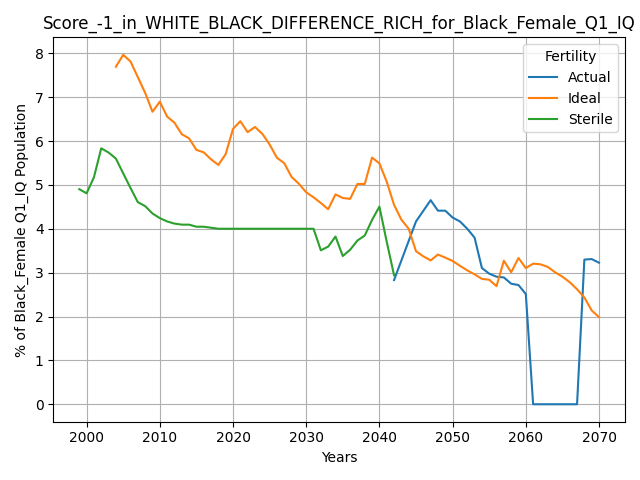 Score_-1_in_WHITE_BLACK_DIFFERENCE_RICH_for_Black_Female_Q1_IQ
% of Black_Female Q1_IQ Population
8
7
6
5
4
3
2
1
0
Fertility
Actual
Ideal
Sterile
2000 2010 2020 2030 2040 2050 2060 2070
Years